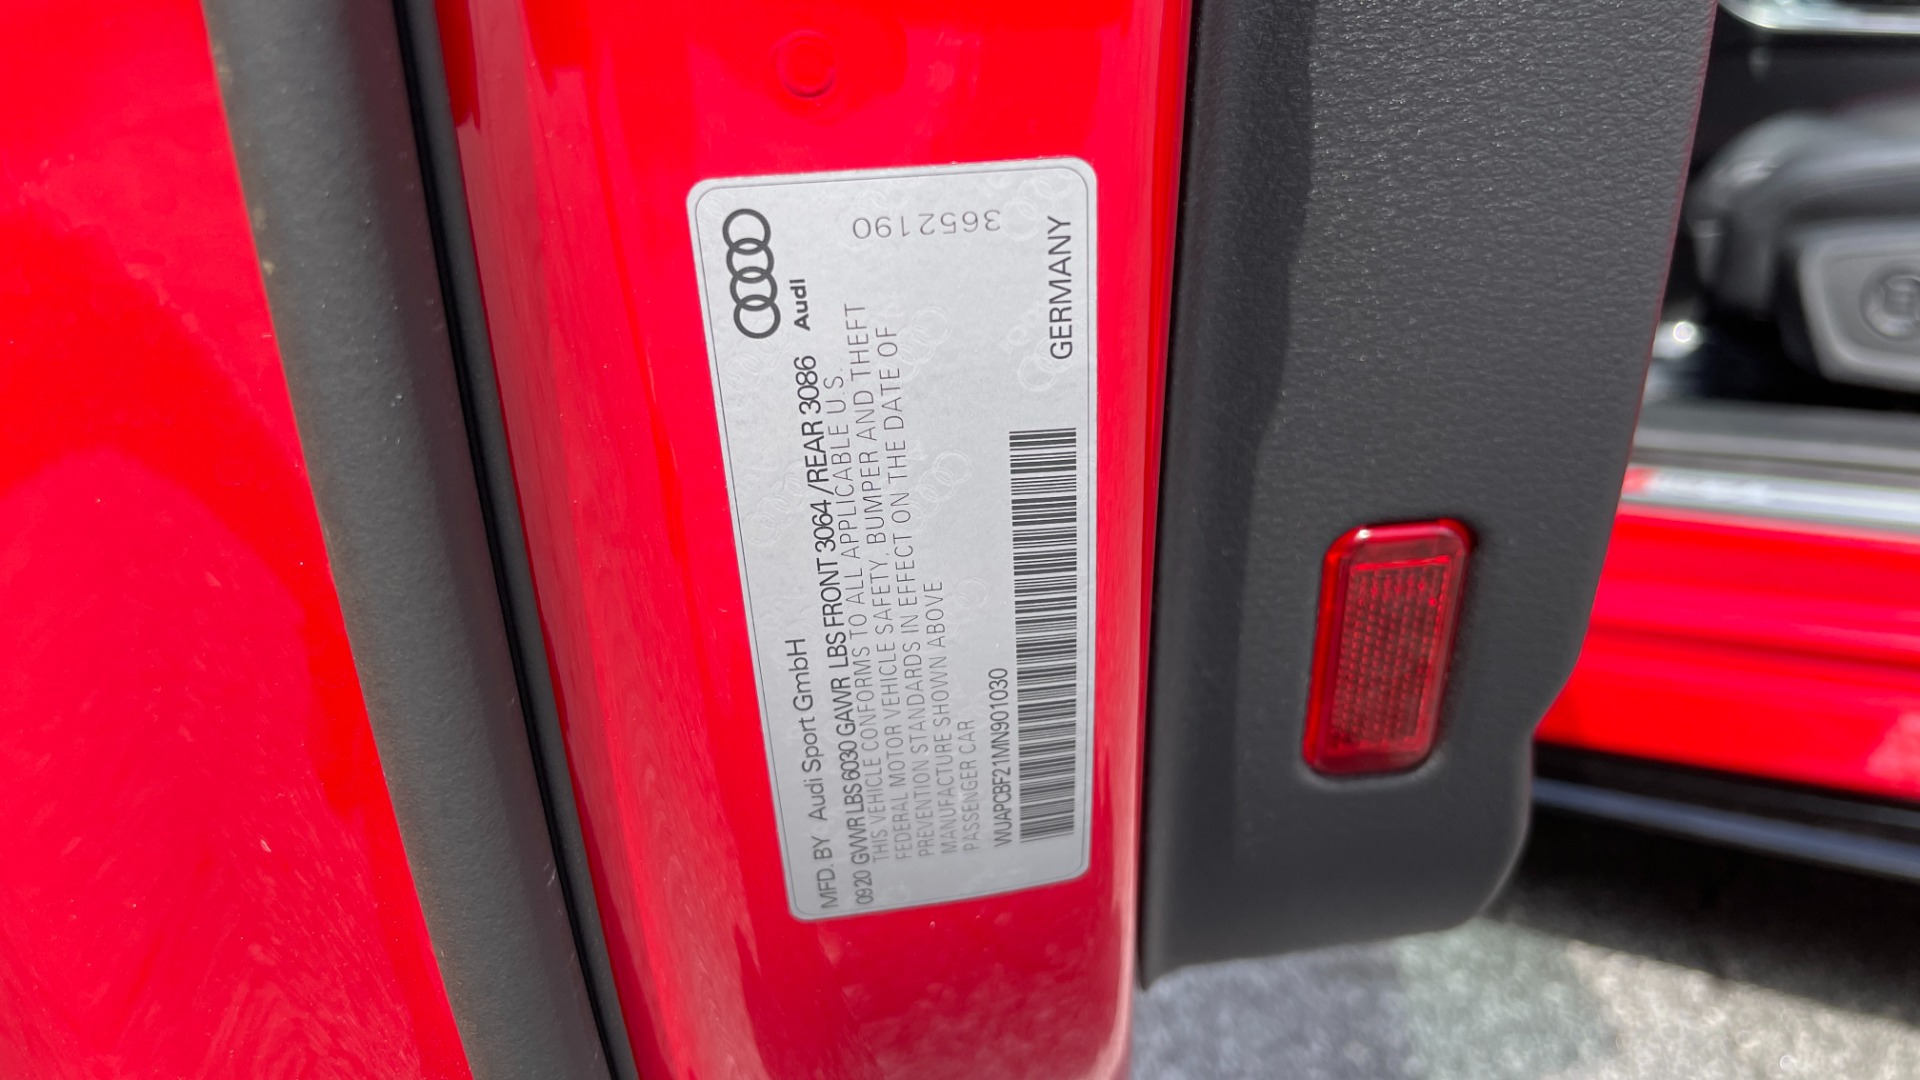 Audi
MFD. BY Audi Sport GmbH
0920 GVWR LBS 6030 GAWR LBS FRONT 3064 / REAR 3086
THIS VEHICLE CONFORMS TO ALL APPLICABLE U.S.
FEDERAL MOTOR VEHICLE SAFETY, BUMPER AND THEFT
PREVENTION STANDARDS IN EFFECT ON THE DATE OF
MANUFACTURE SHOWN ABOVE
PASSENGER CAR
WUAPCBF21MN901030
GERMANY
3652190